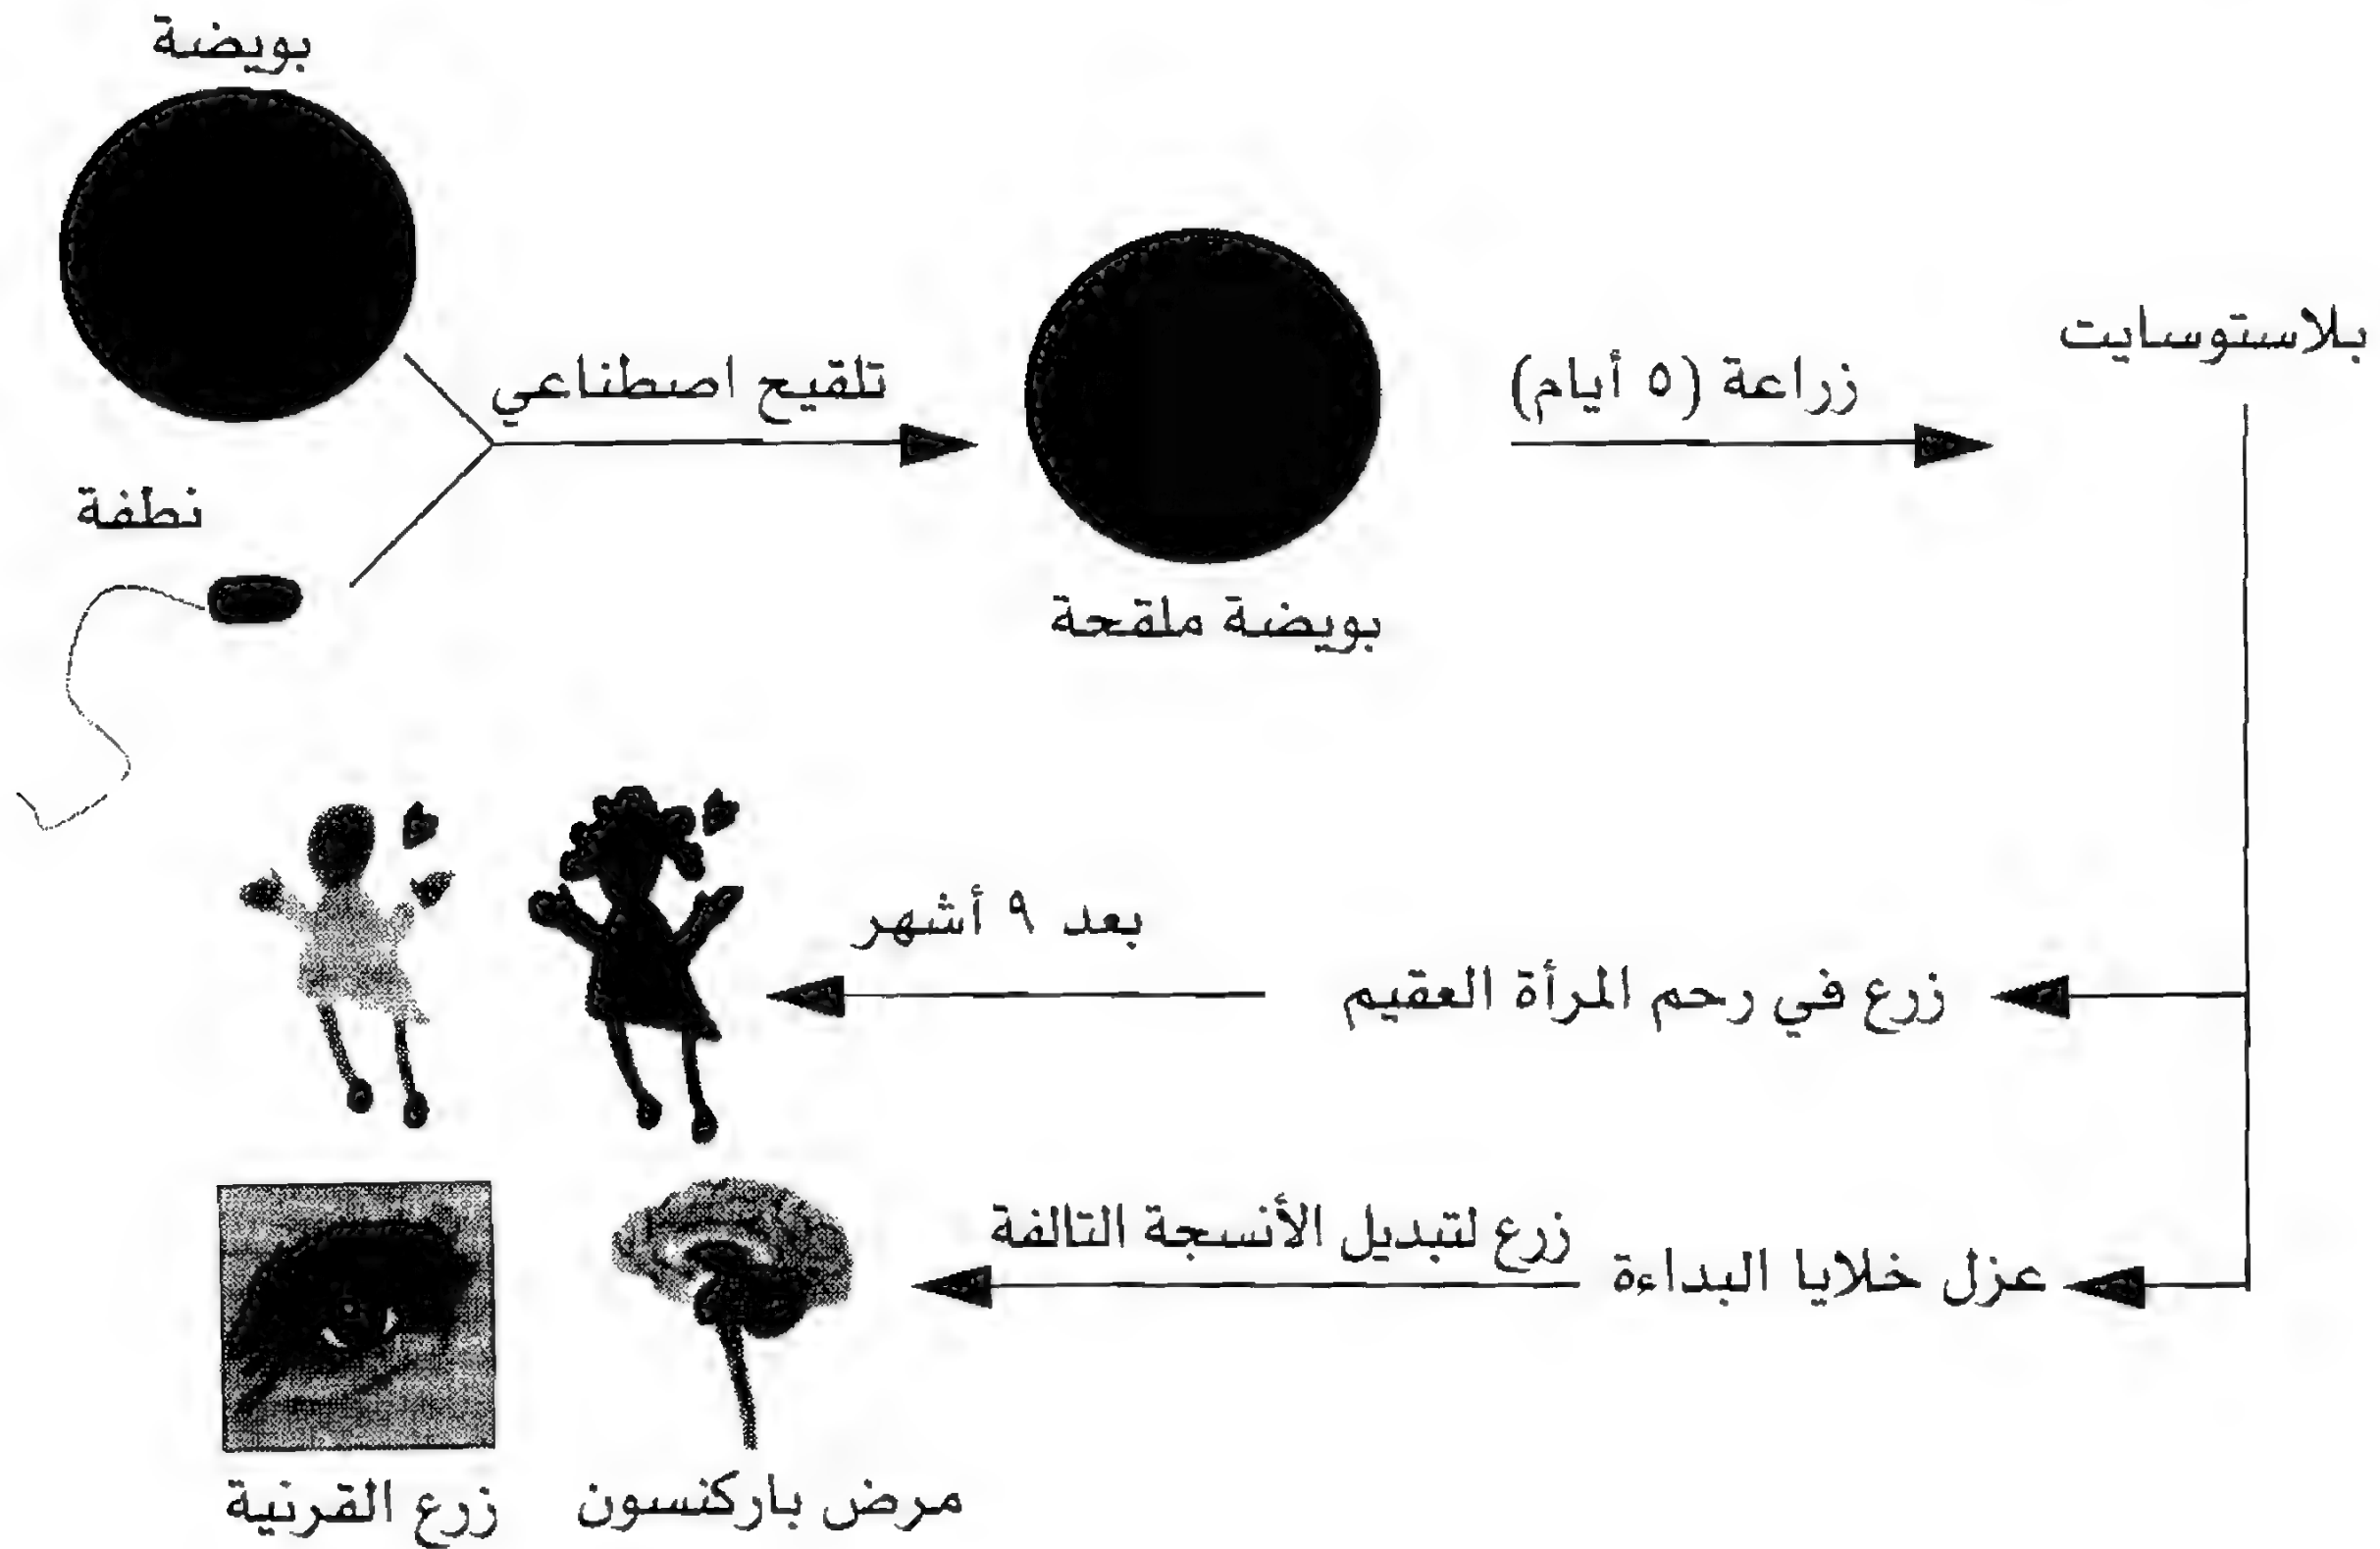 بويضة
نطفة
تلقيح اصطناعي
بويضة ملقحة
زراعة (٥ أيام)
بلاستوسايت
زرع في رحم المرأة العقيم
بعد ٩ أشهر
عزل خلايا البداءة
زرع لتبديل الأنسجة التالفة
مرض باركنسون
زرع القرنية